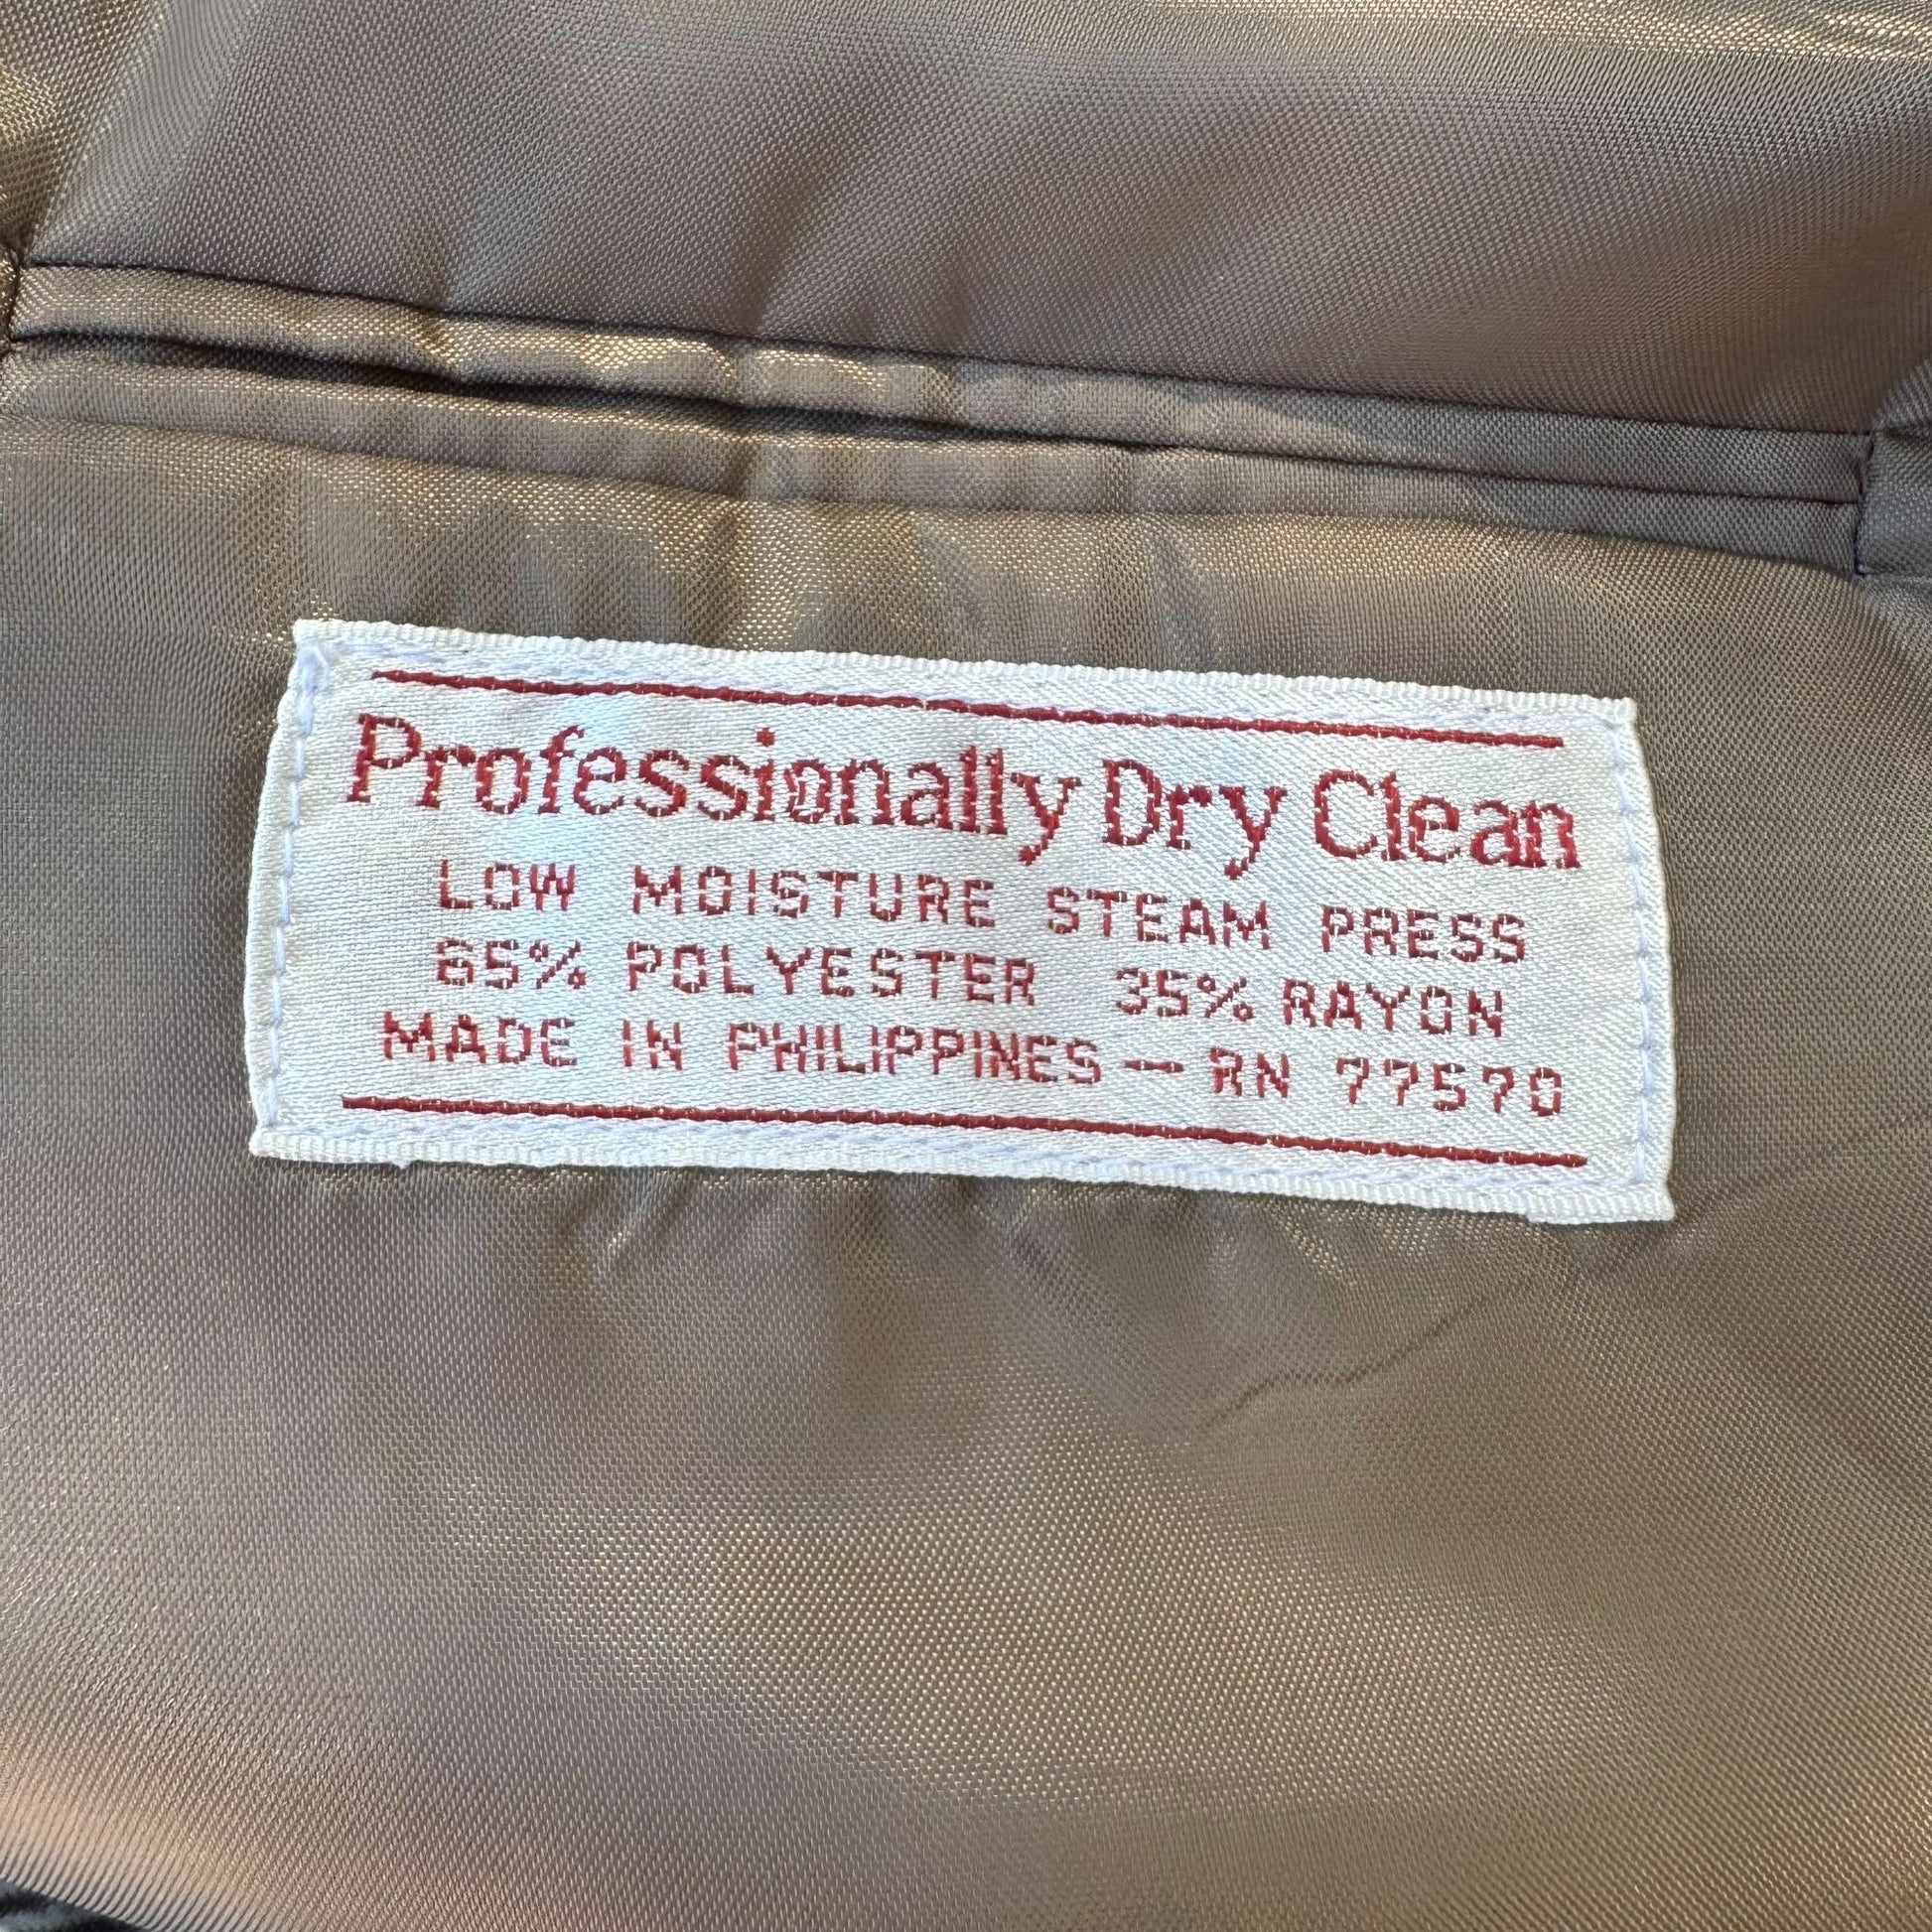 Professionally Dry Clean
LOW MOISTURE STEAM PRESS
65% POLYESTER 35% RAYON
MADE IN PHILIPPINES — RN 77570